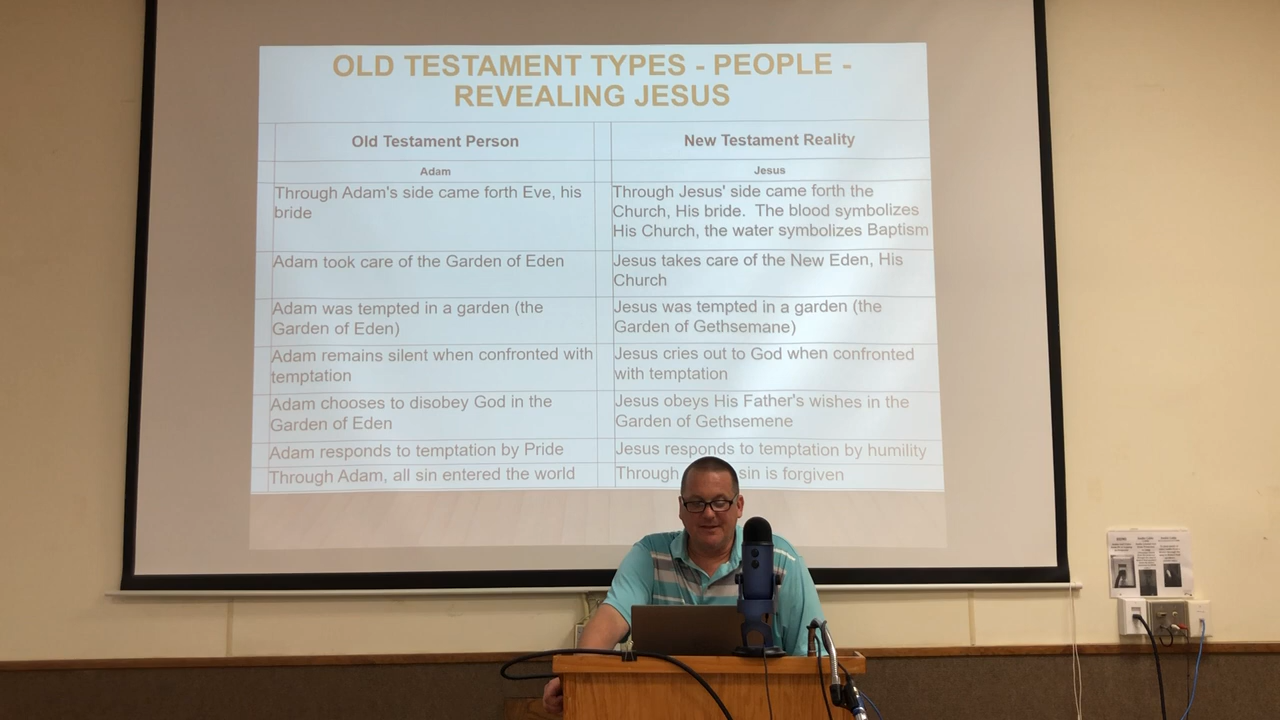 OLD TESTAMENT TYPES - PEOPLE -
REVEALING JESUS
Old Testament Person
New Testament Reality
Adam
Jesus
Through Adam's side came forth Eve, his
bride
Through Jesus' side came forth the
Church, His bride. The blood symbolizes
His Church, the water symbolizes Baptism
Adam took care of the Garden of Eden
Jesus takes care of the New Eden, His
Church
Adam was tempted in a garden (the
Garden of Eden)
Jesus was tempted in a garden (the
Garden of Gethsemane)
Adam remains silent when confronted with
temptation
Jesus cries out to God when confronted
with temptation
Adam chooses to disobey God in the
Garden of Eden
Jesus obeys His Father's wishes in the
Garden of Gethsemene
Adam responds to temptation by Pride
Jesus responds to temptation by humility
Through Adam, all sin entered the world
Through sin is forgiven